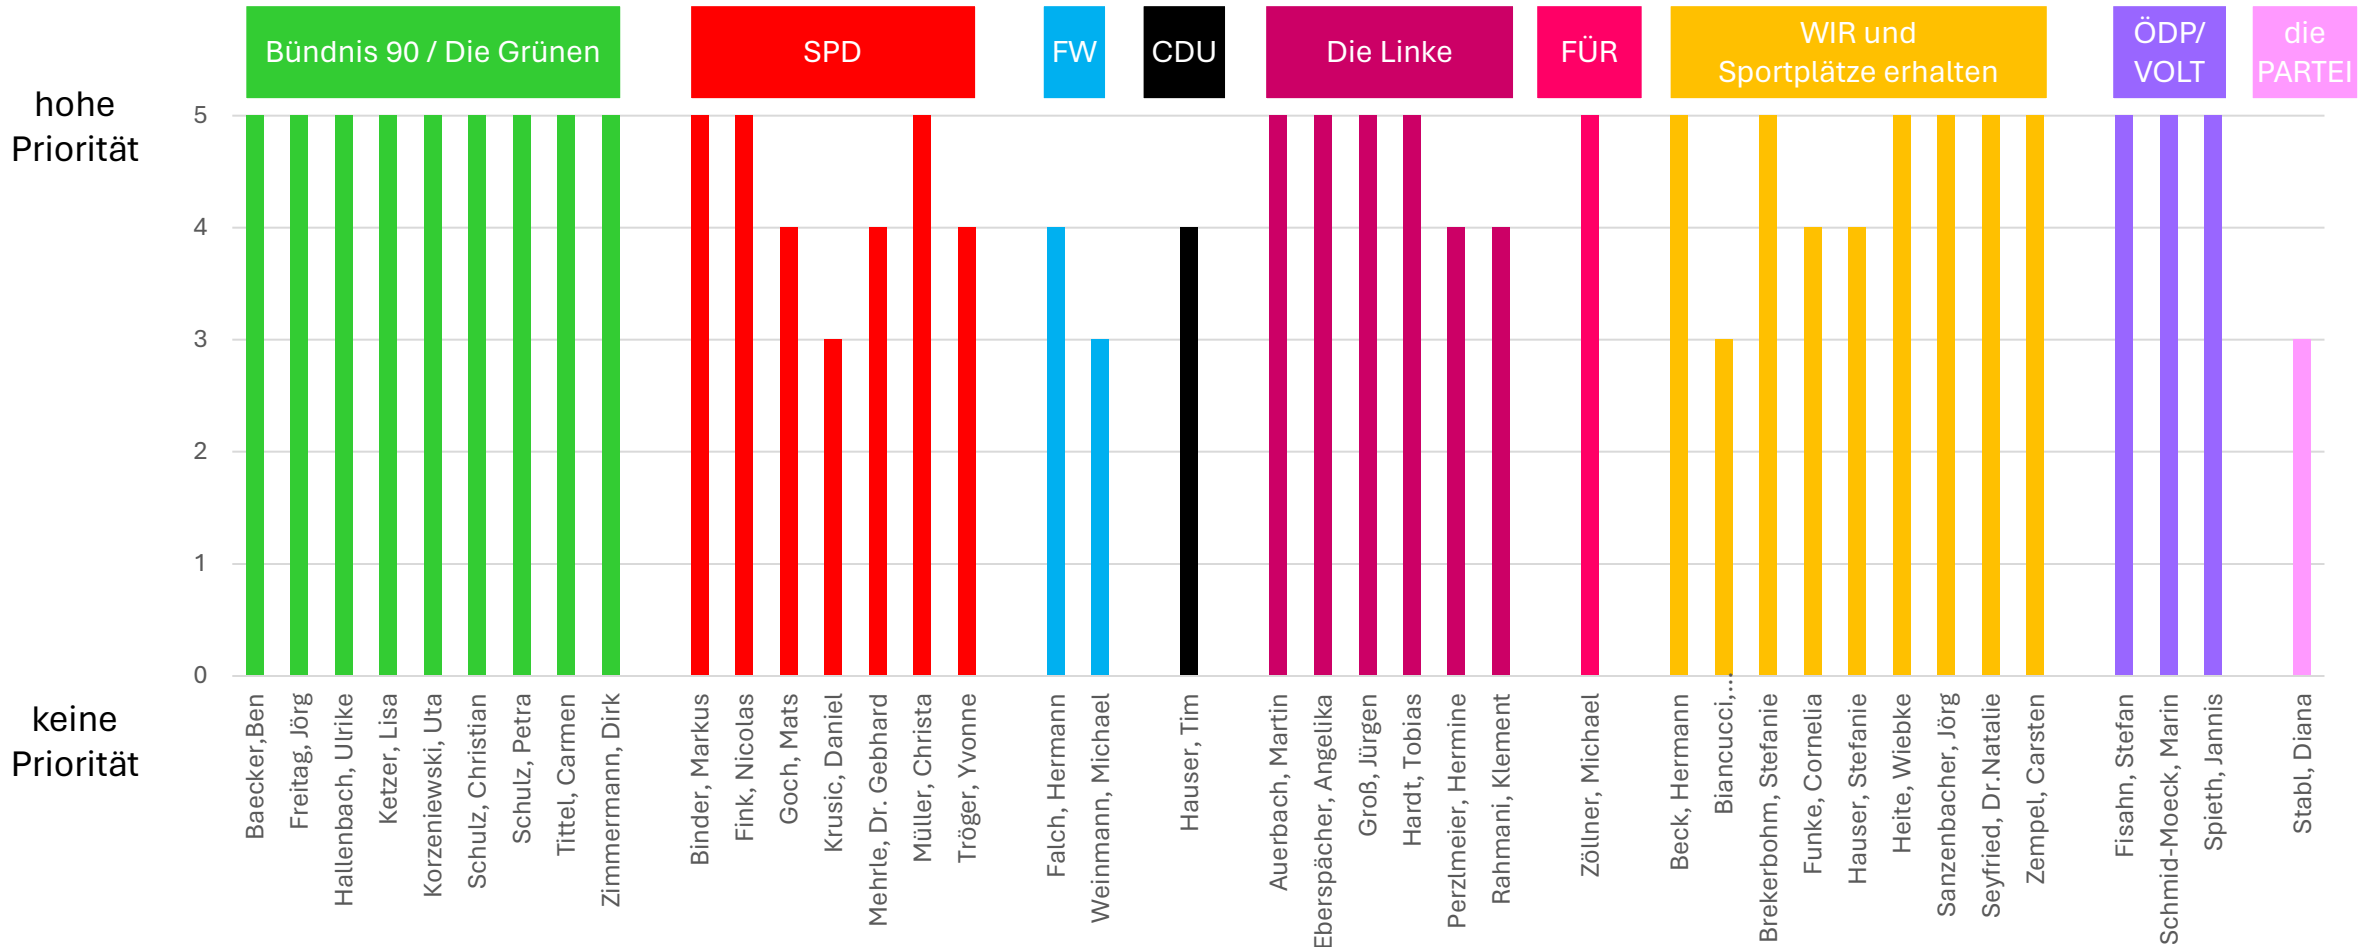 Bündnis 90 / Die Grünen
SPD
FW
CDU
Die Linke
FÜR
WIR und
Sportplätze erhalten
ÖDP/
VOLT
die
PARTEI
hohe
Priorität
5
4
3
2
1
0
keine
Priorität
Baecker,Ben
Freitag, Jörg
Hallenbach, Ulrike
Ketzer, Lisa
Korzeniewski, Uta
Schulz, Christian
Schulz, Petra
Tittel, Carmen
Zimmermann, Dirk
Binder, Markus
Fink, Nicolas
Goch, Mats
Krusic, Daniel
Mehrle, Dr. Gebhard
Müller, Christa
Tröger, Yvonne
Falch, Hermann
Weinmann, Michael
Hauser, Tim
Auerbach, Martin
Eberspächer, Angelika
Groß, Jürgen
Hardt, Tobias
Perzlmeier, Hermine
Rahmani, Klement
Zöllner, Michael
Beck, Hermann
Biancucci,…
Brekerbohm, Stefanie
Funke, Cornelia
Hauser, Stefanie
Heite, Wiebke
Sanzenbacher, Jörg
Seyfried, Dr.Natalie
Zempel, Carsten
Fisahn, Stefan
Schmid-Moeck, Marin
Spieth, Jannis
Stabl, Diana